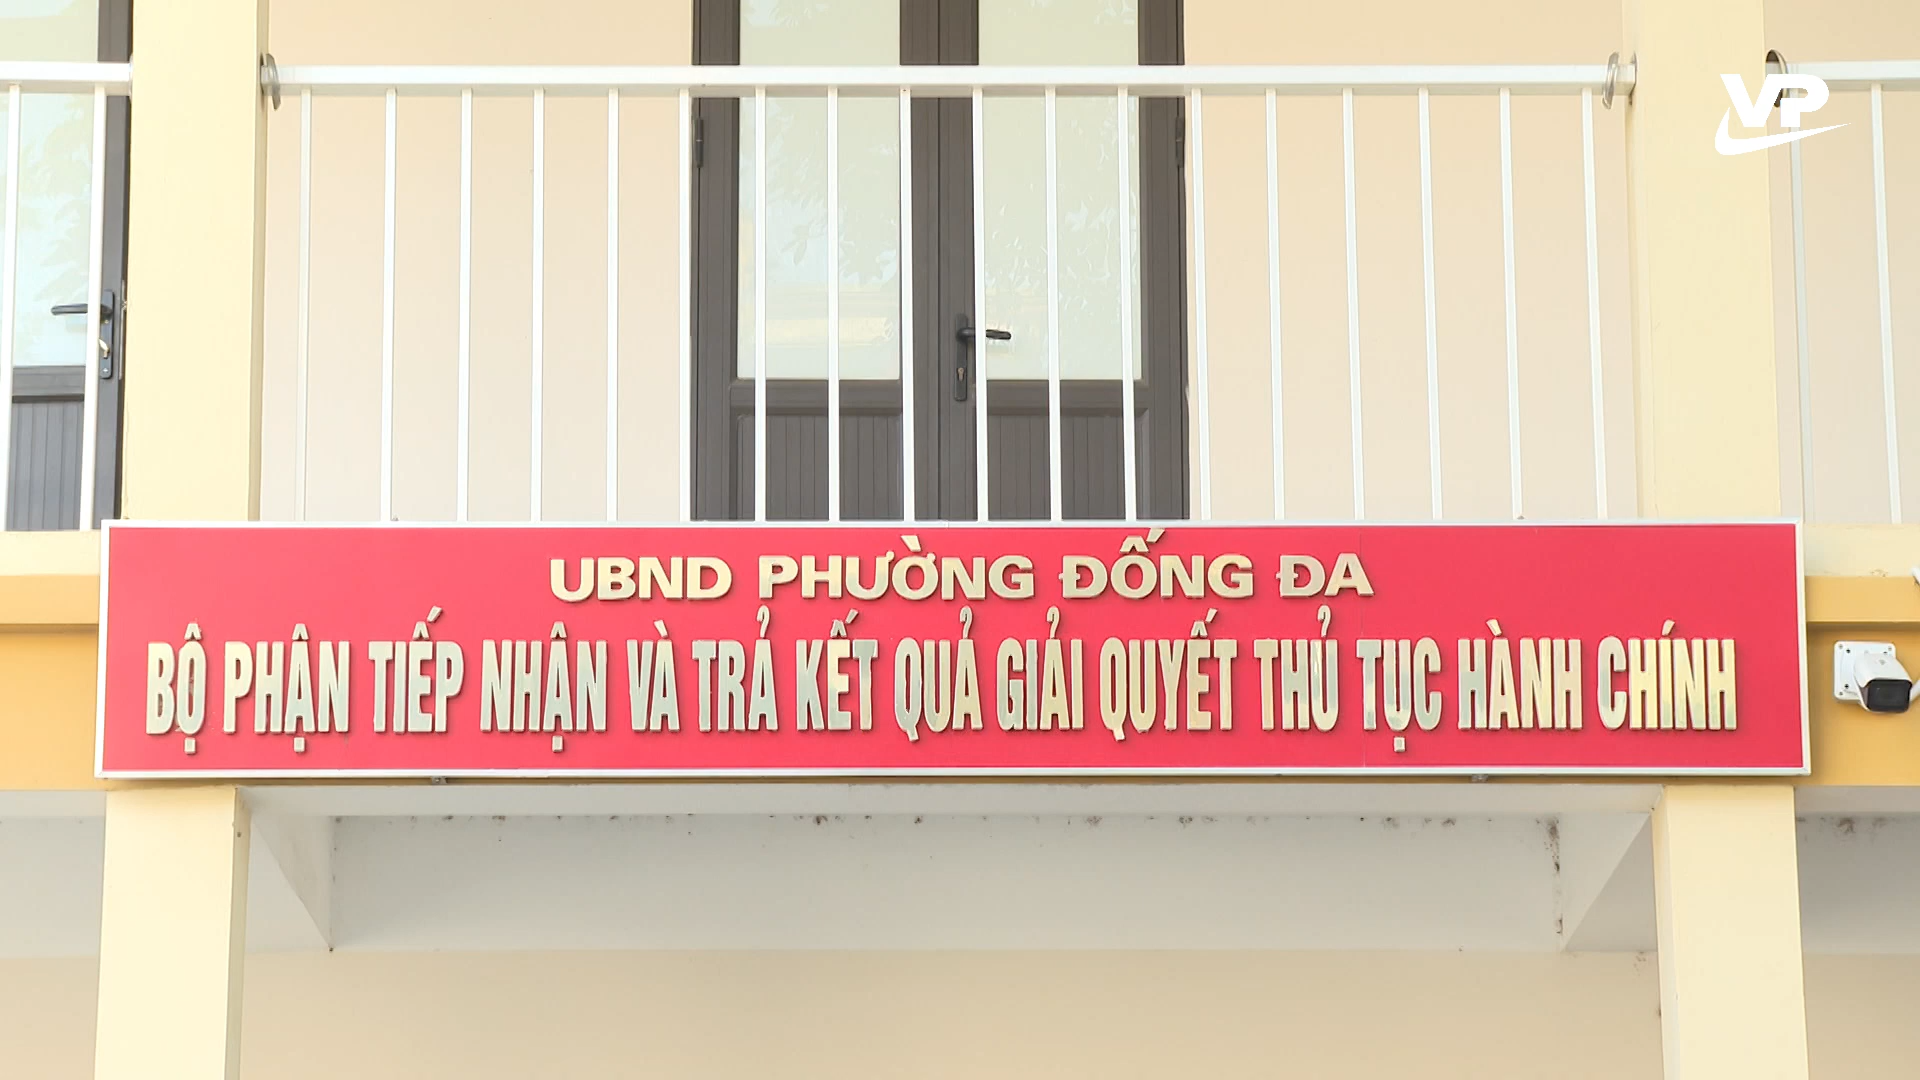 VP
UBND PHƯỜNG ĐỐNG ĐA
BỘ PHẬN TIẾP NHẬN VÀ TRẢ KẾT QUẢ GIẢI QUYẾT THỦ TỤC HÀNH CHÍNH